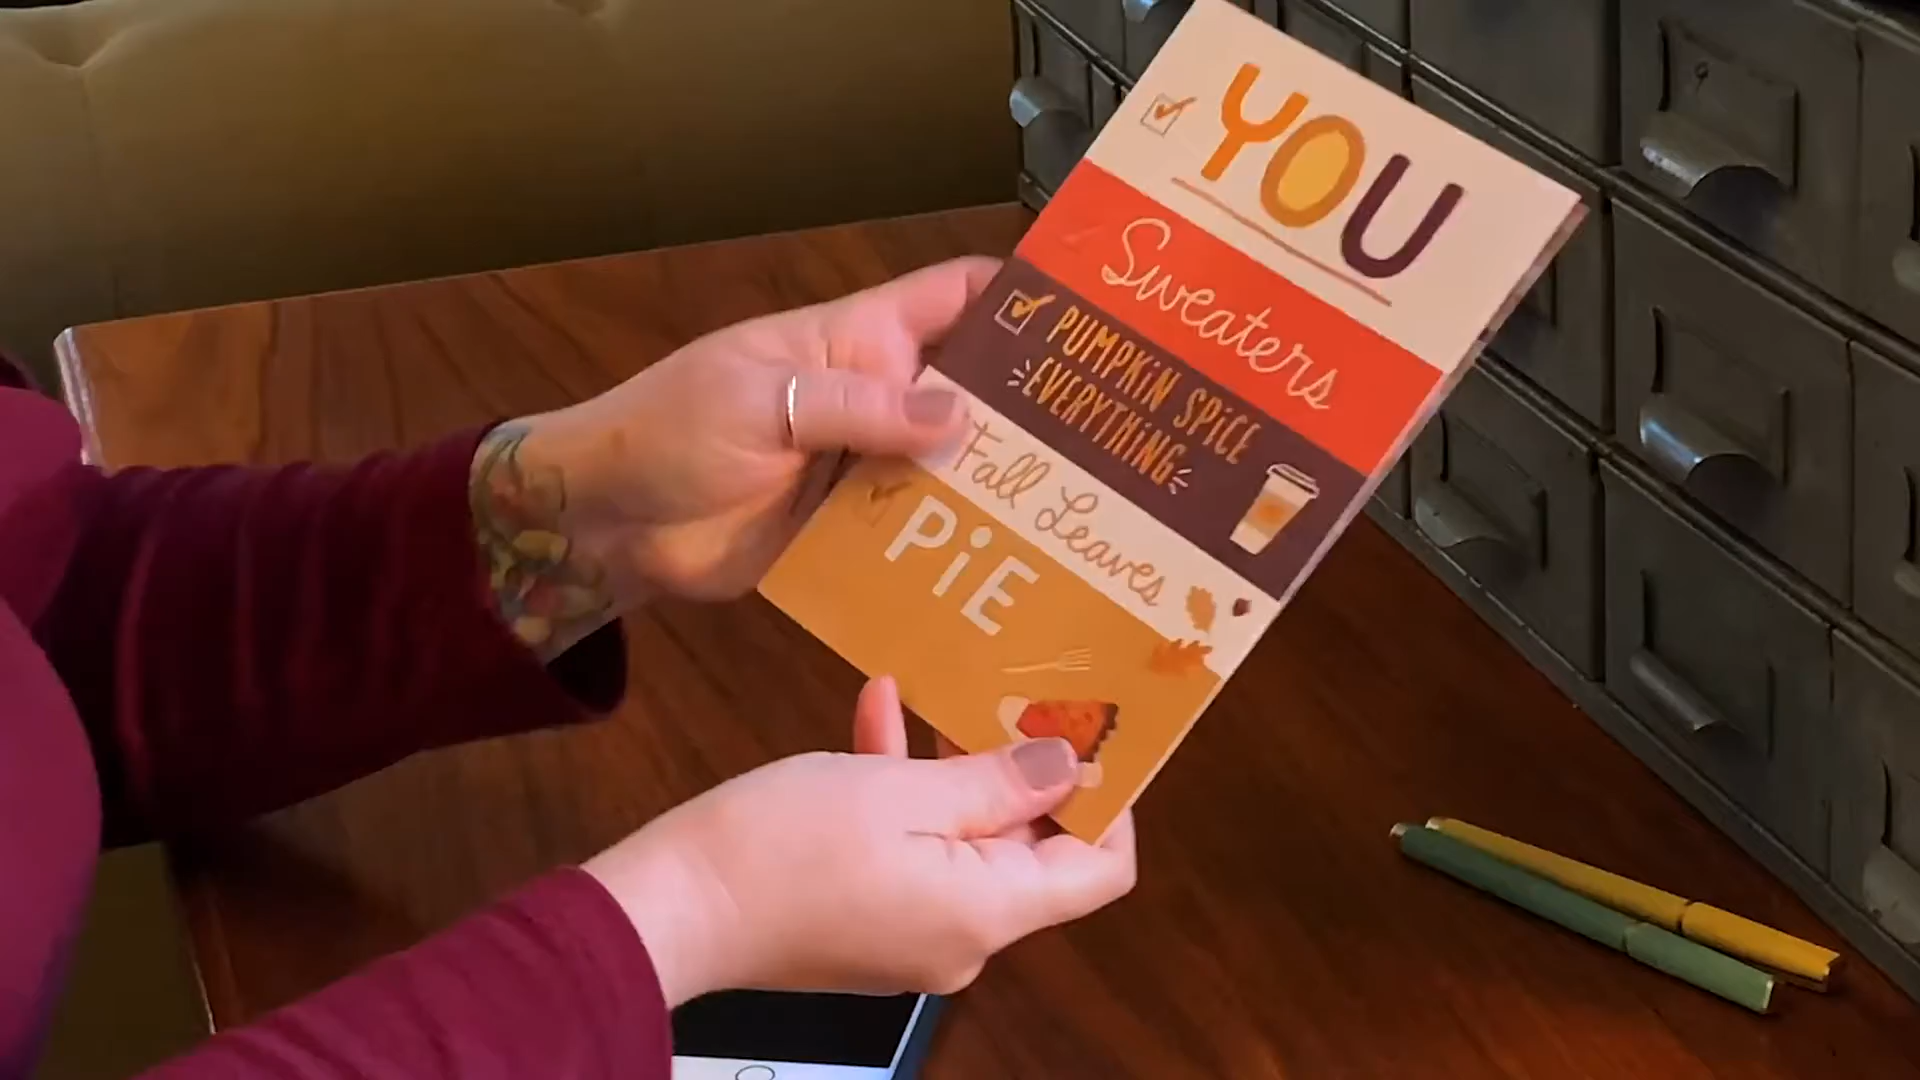 YOU
Sweaters
PUMPKiN SPiCE
EVERYTHiNG
Fall Leaves
PiE